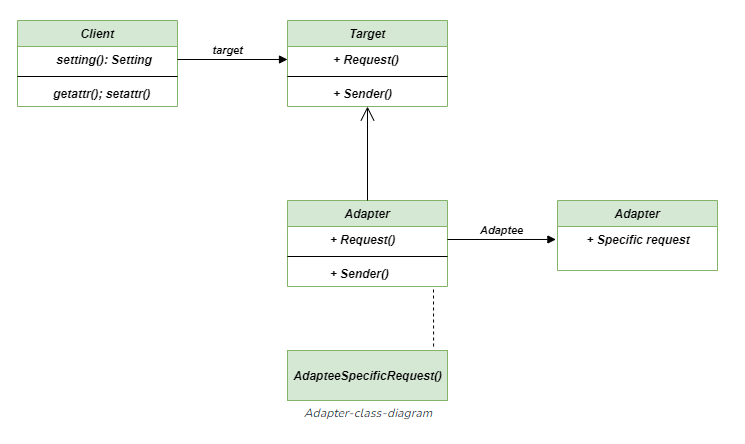 Client
setting(): Setting
getattr(); setattr()
target
Target
+ Request()
+ Sender()
Adapter
+ Request()
+ Sender()
Adaptee
Adapter
+ Specific request
AdapteeSpecificRequest()
Adapter-class-diagram